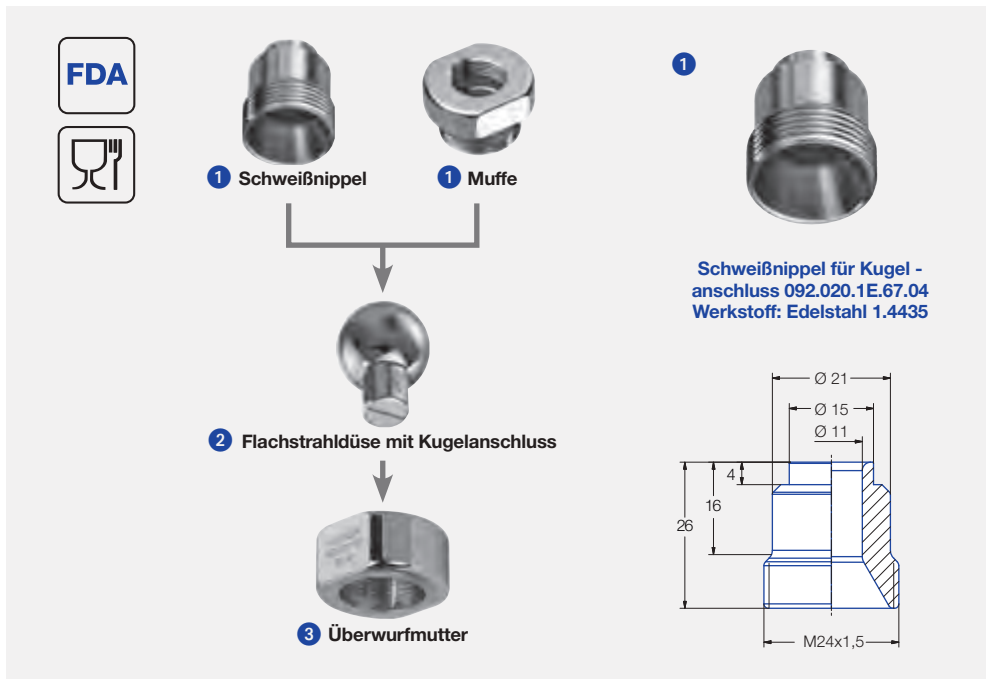 FDA
1 Schweißnippel
1 Muffe
2 Flachstrahldüse mit Kugelanschluss
3 Überwurfmutter
1
Schweißnippel für Kugel -
anschluss 092.020.1E.67.04
Werkstoff: Edelstahl 1.4435
Ø 21
Ø 15
Ø 11
4
16
26
M24x1,5